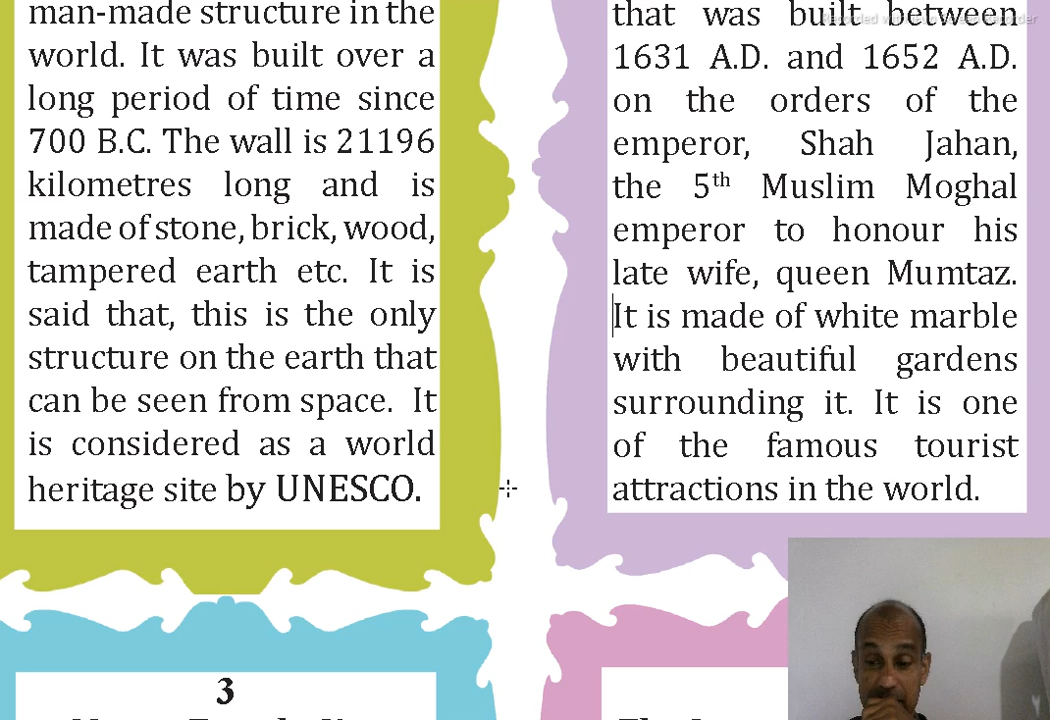 man-made structure in the
world. It was built over a
long period of time since
700 B.C. The wall is 21196
kilometres long and is
made of stone, brick, wood,
tampered earth etc. It is
said that, this is the only
structure on the earth that
can be seen from space. It
is considered as a world
heritage site by UNESCO.
that was built between
1631 A.D. and 1652 A.D.
on the orders of the
emperor, Shah Jahan,
the 5th Muslim Moghal
emperor to honour his
late wife, queen Mumtaz.
It is made of white marble
with beautiful gardens
surrounding it. It is one
of the famous tourist
attractions in the world.
3